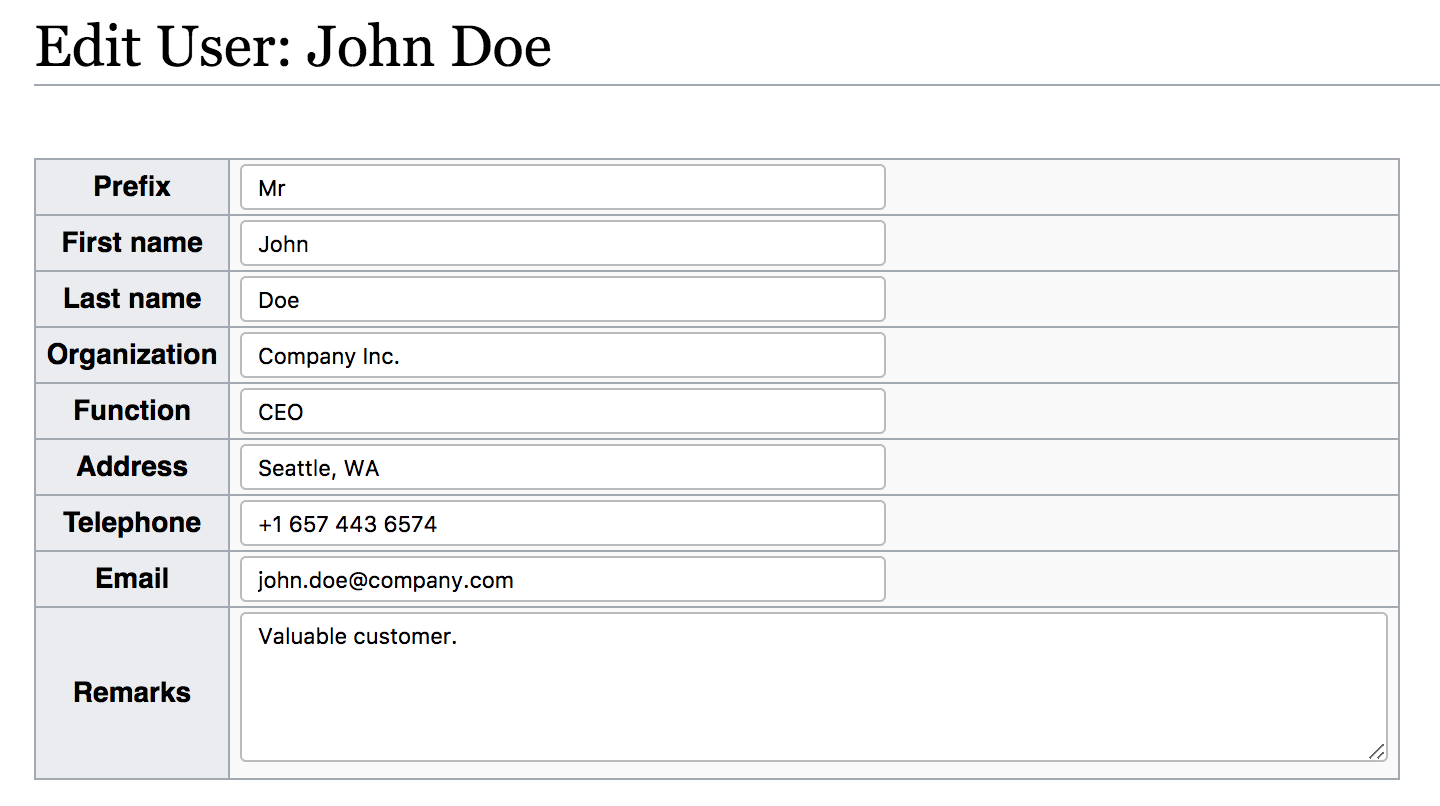 Edit User: John Doe
Prefix Mr
First name John
Last name Doe
Organization Company Inc.
Function CEO
Address Seattle, WA
Telephone +1 657 443 6574
Email john.doe@company.com
Remarks Valuable customer.